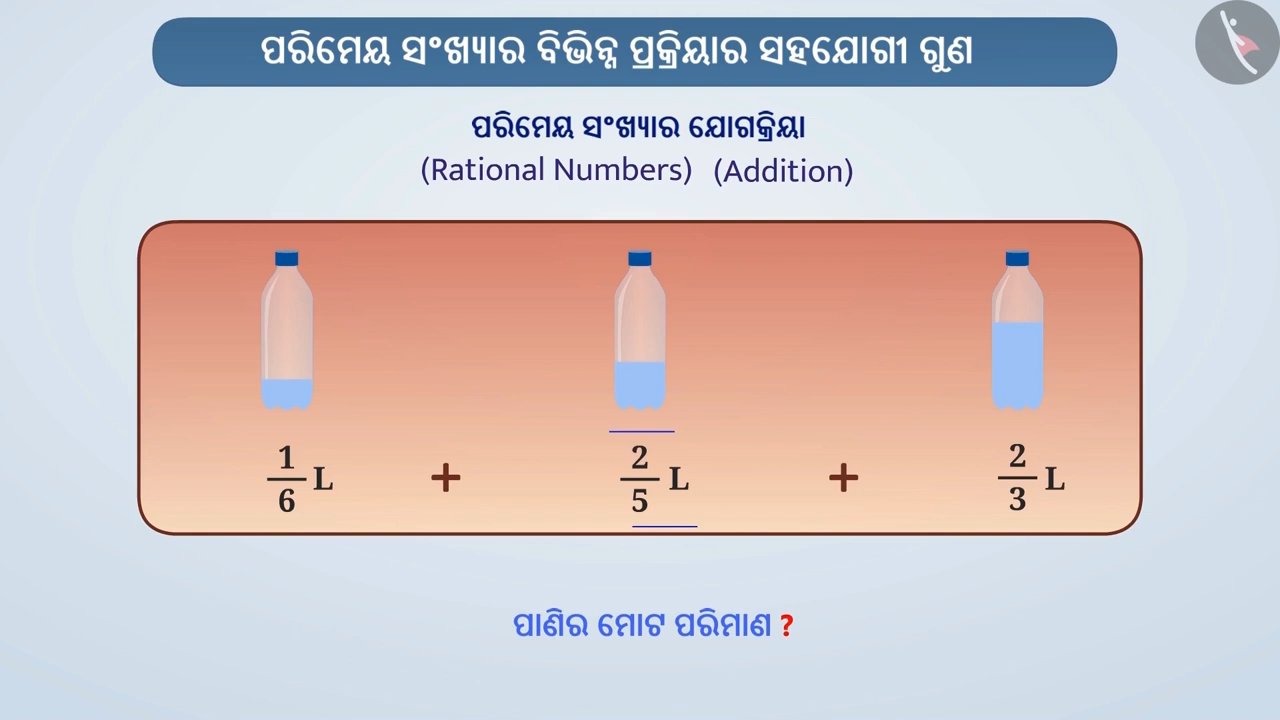 ପରିମେୟ ସଂଖ୍ୟାର ବିଭିନ୍ନ ପ୍ରକ୍ରିୟାର ସହଯୋଗୀ ଗୁଣ
ପରିମେୟ ସଂଖ୍ୟାର ଯୋଗକ୍ରିୟା
(Rational Numbers) (Addition)
1/6 L + 2/5 L + 2/3 L
ପାଣିର ମୋଟ ପରିମାଣ ?